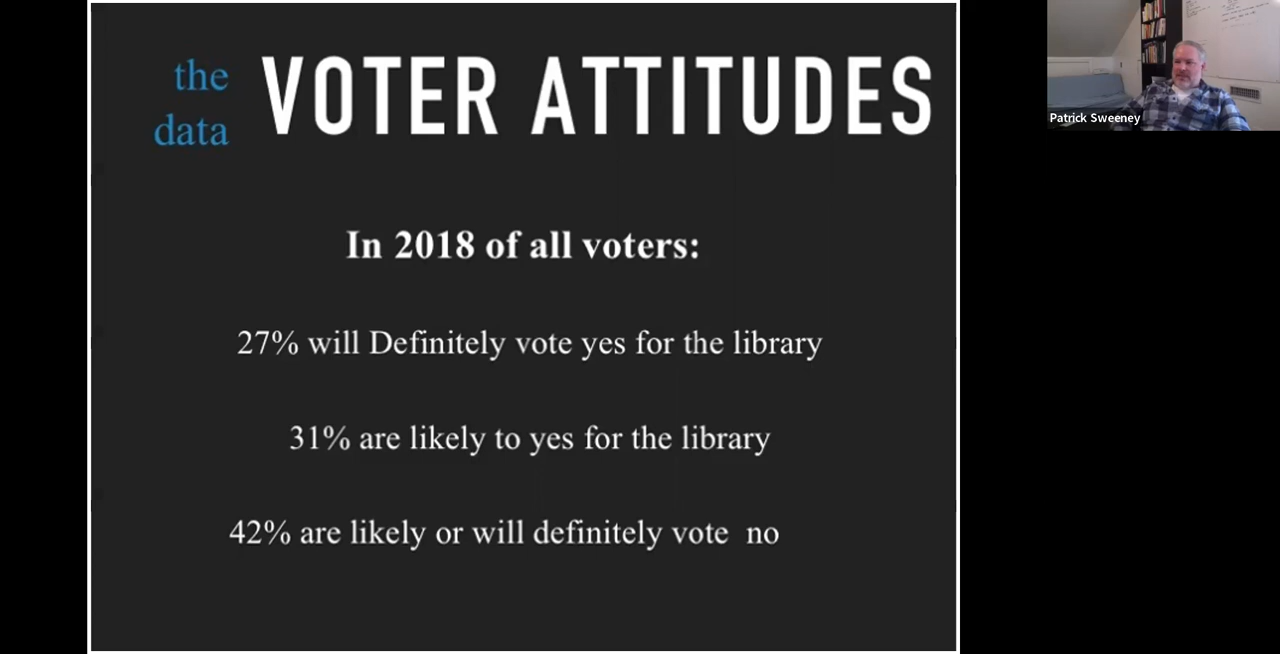 the
data
VOTER ATTITUDES
In 2018 of all voters:
27% will Definitely vote yes for the library
31% are likely to yes for the library
42% are likely or will definitely vote no
Patrick Sweeney